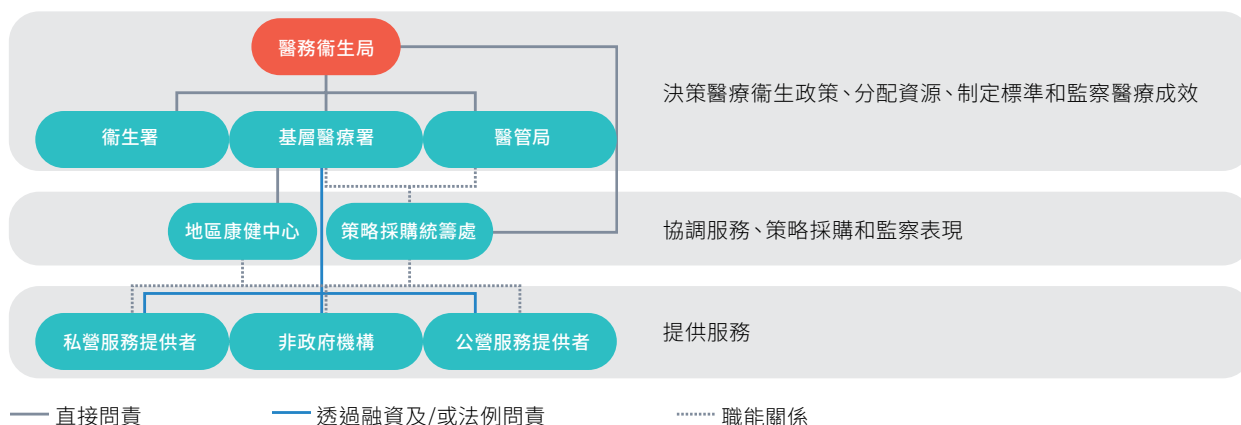 醫務衞生局
決策醫療衞生政策、分配資源、制定標準和監察醫療成效
衞生署
基層醫療署
醫管局
地區康健中心
策略採購統籌處
協調服務、策略採購和監察表現
私營服務提供者
非政府機構
公營服務提供者
提供服務
直接問責
透過融資及/或法例問責
職能關係